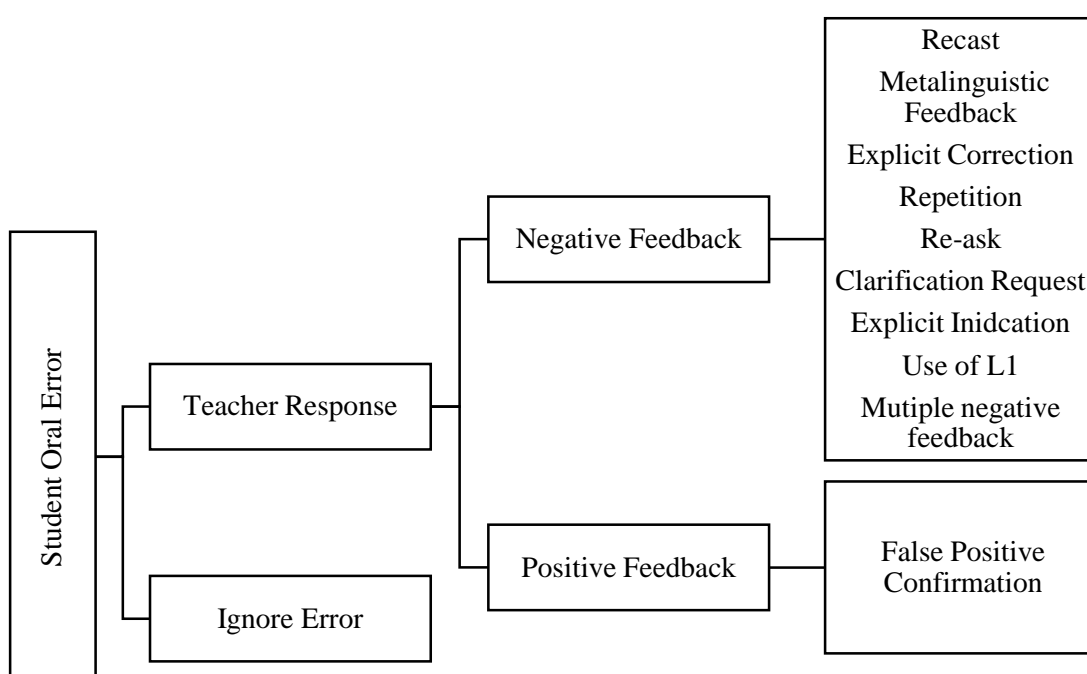 Student Oral Error
Teacher Response
Ignore Error
Negative Feedback
Positive Feedback
Recast
Metalinguistic
Feedback
Explicit Correction
Repetition
Re-ask
Clarification Request
Explicit Inidcation
Use of L1
Mutiple negative
feedback
False Positive
Confirmation